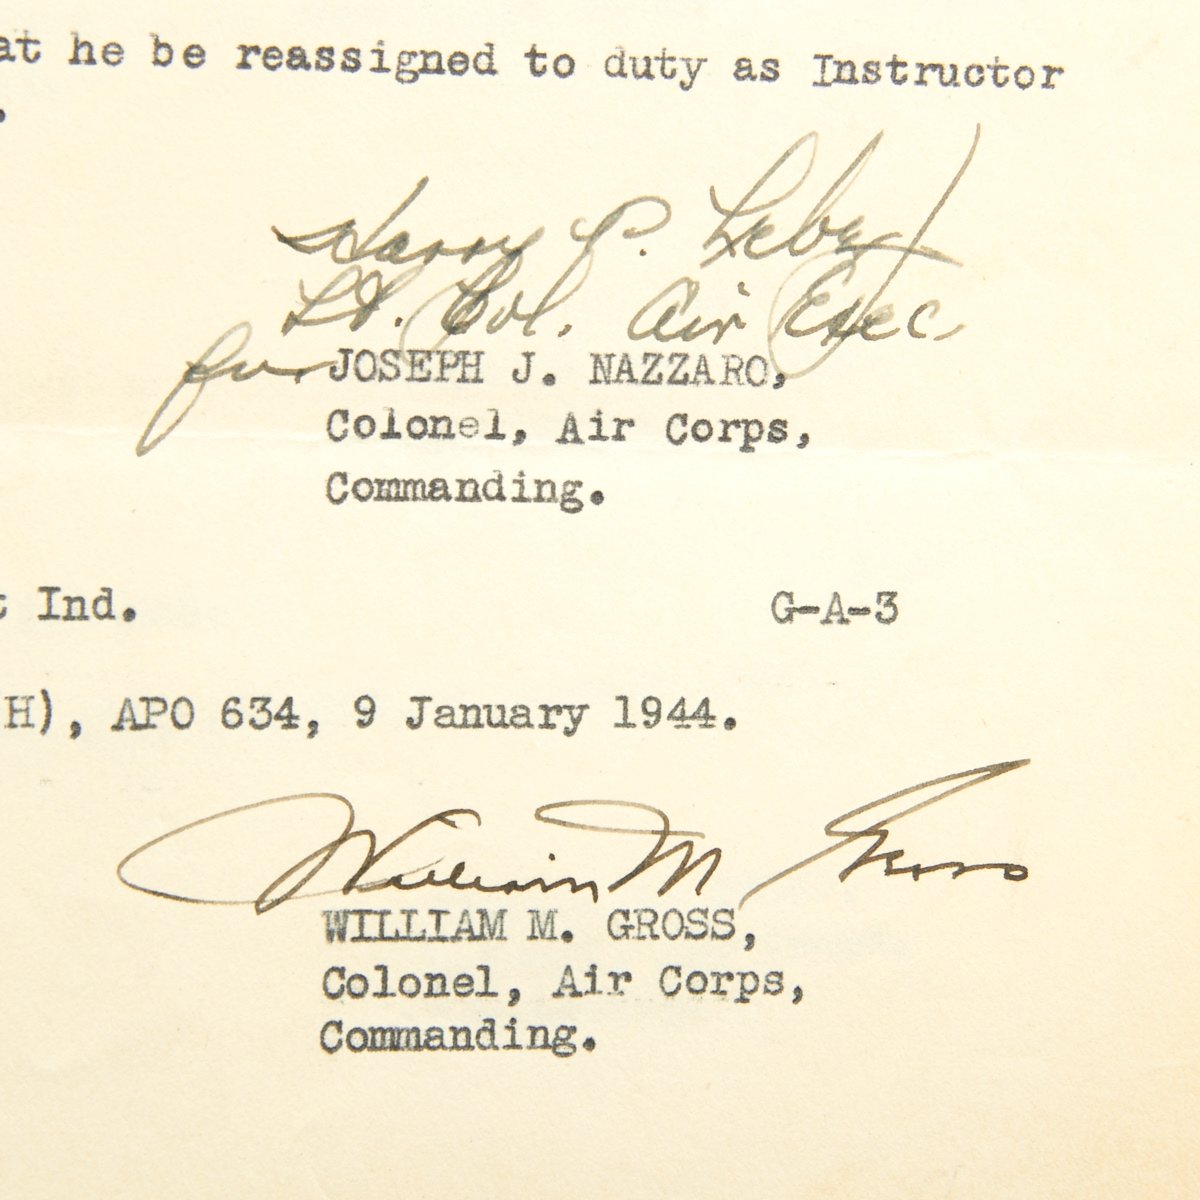 at he be reassigned to duty as Instructor
.
Harry P. Leber
Lt. Col. Air Exec.
for JOSEPH J. NAZZARO,
Colonel, Air Corps,
Commanding.
t Ind. G-A-3
H), APO 634, 9 January 1944.
William M Gross
WILLIAM M. GROSS,
Colonel, Air Corps,
Commanding.